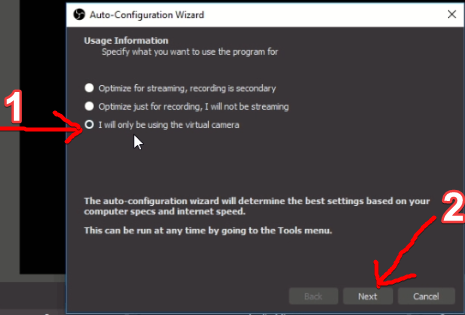 Auto-Configuration Wizard
Usage Information
Specify what you want to use the program for
Optimize for streaming, recording is secondary
Optimize just for recording, I will not be streaming
1
I will only be using the virtual camera
The auto-configuration wizard will determine the best settings based on your
computer specs and internet speed.
2
This can be run at any time by going to the Tools menu.
Back Next Cancel